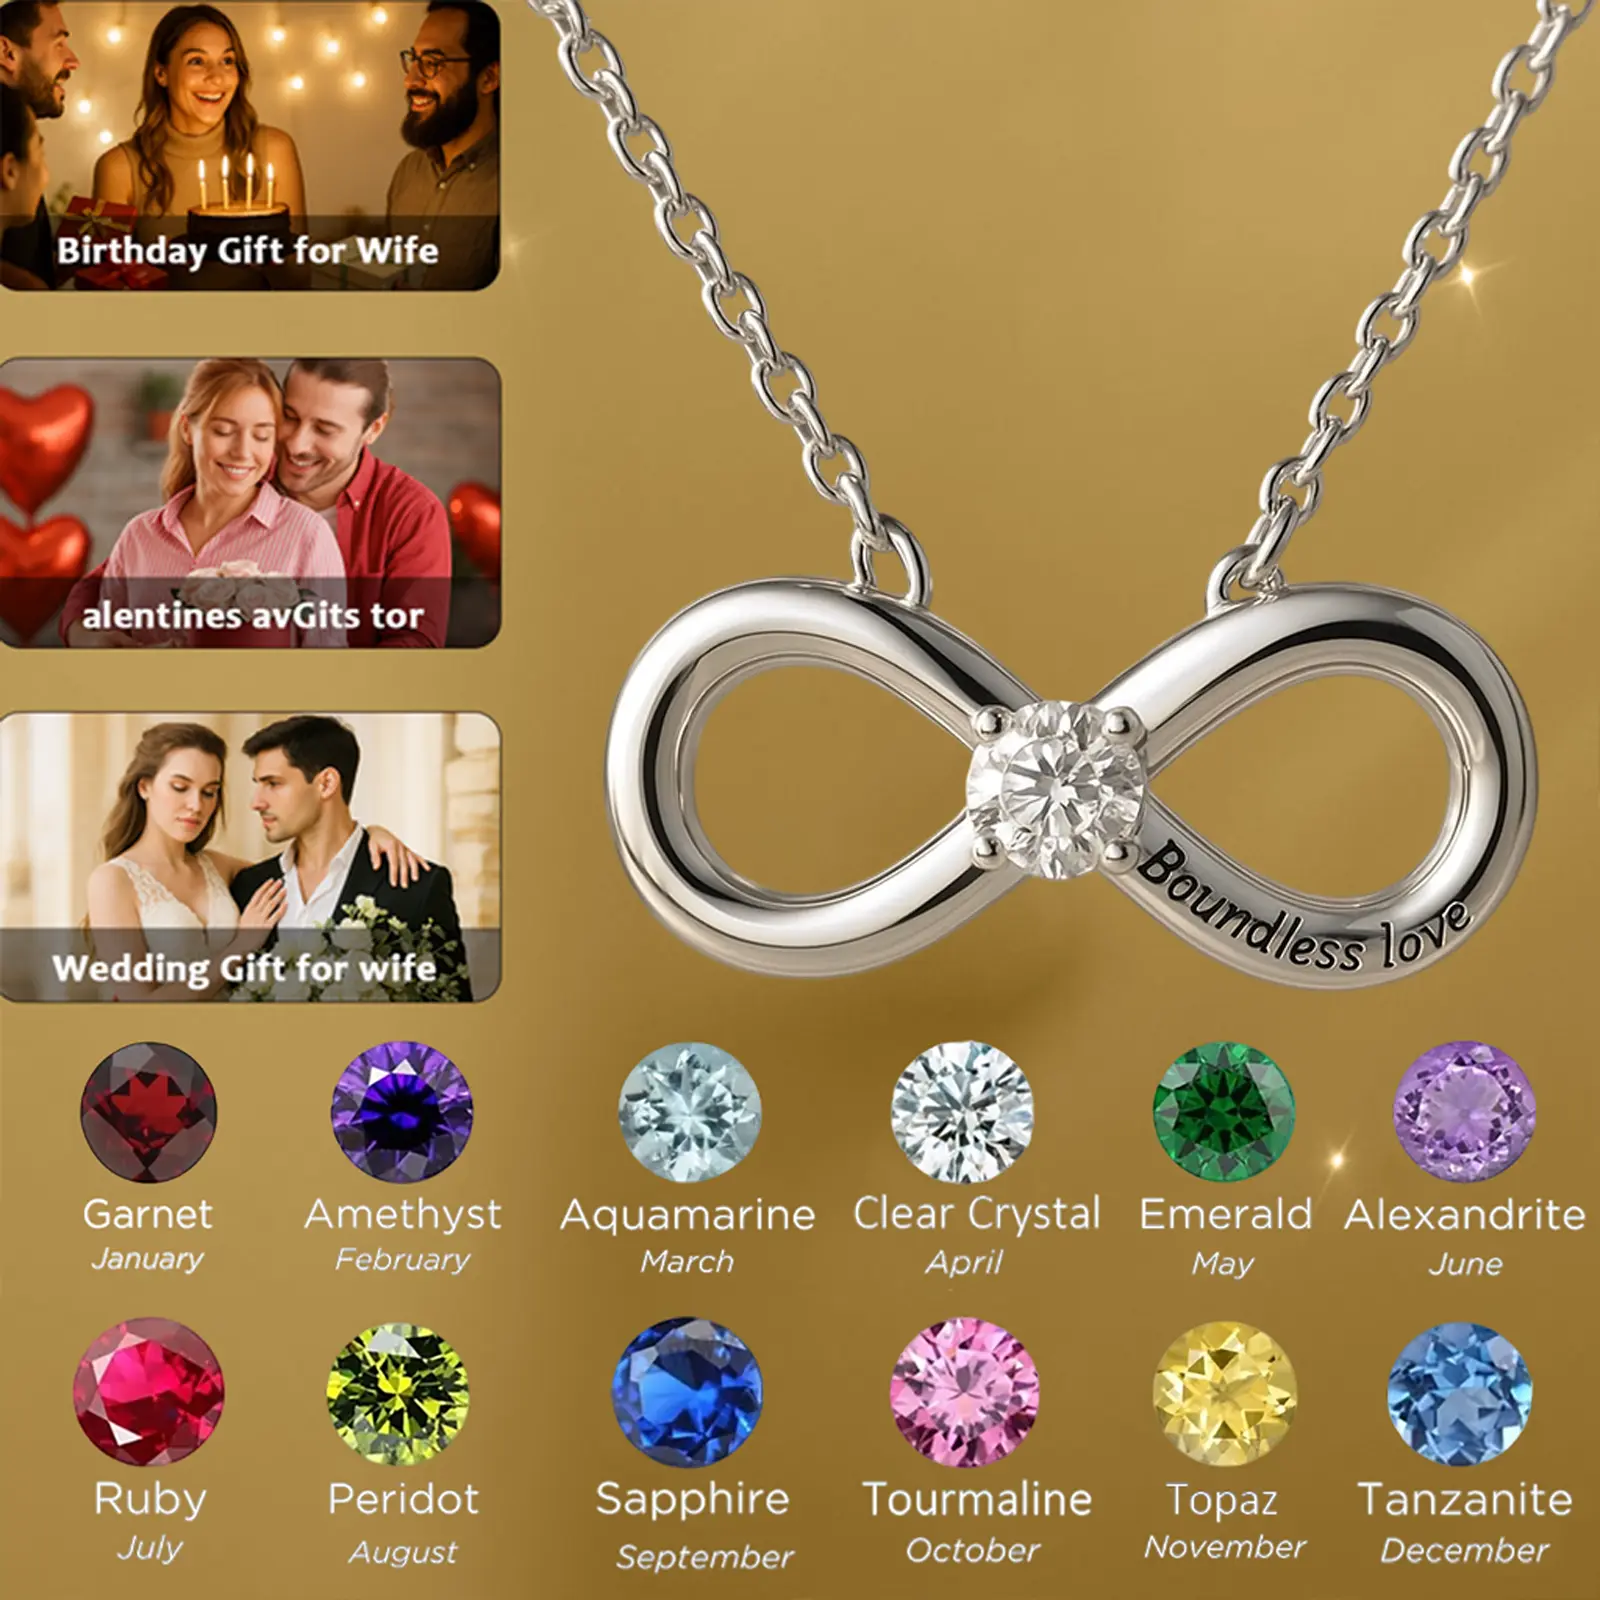 Birthday Gift for Wife
alentines avGits tor
Wedding Gift for wife
Boundless love
Garnet
January
Amethyst
February
Aquamarine
March
Clear Crystal
April
Emerald
May
Alexandrite
June
Ruby
July
Peridot
August
Sapphire
September
Tourmaline
October
Topaz
November
Tanzanite
December